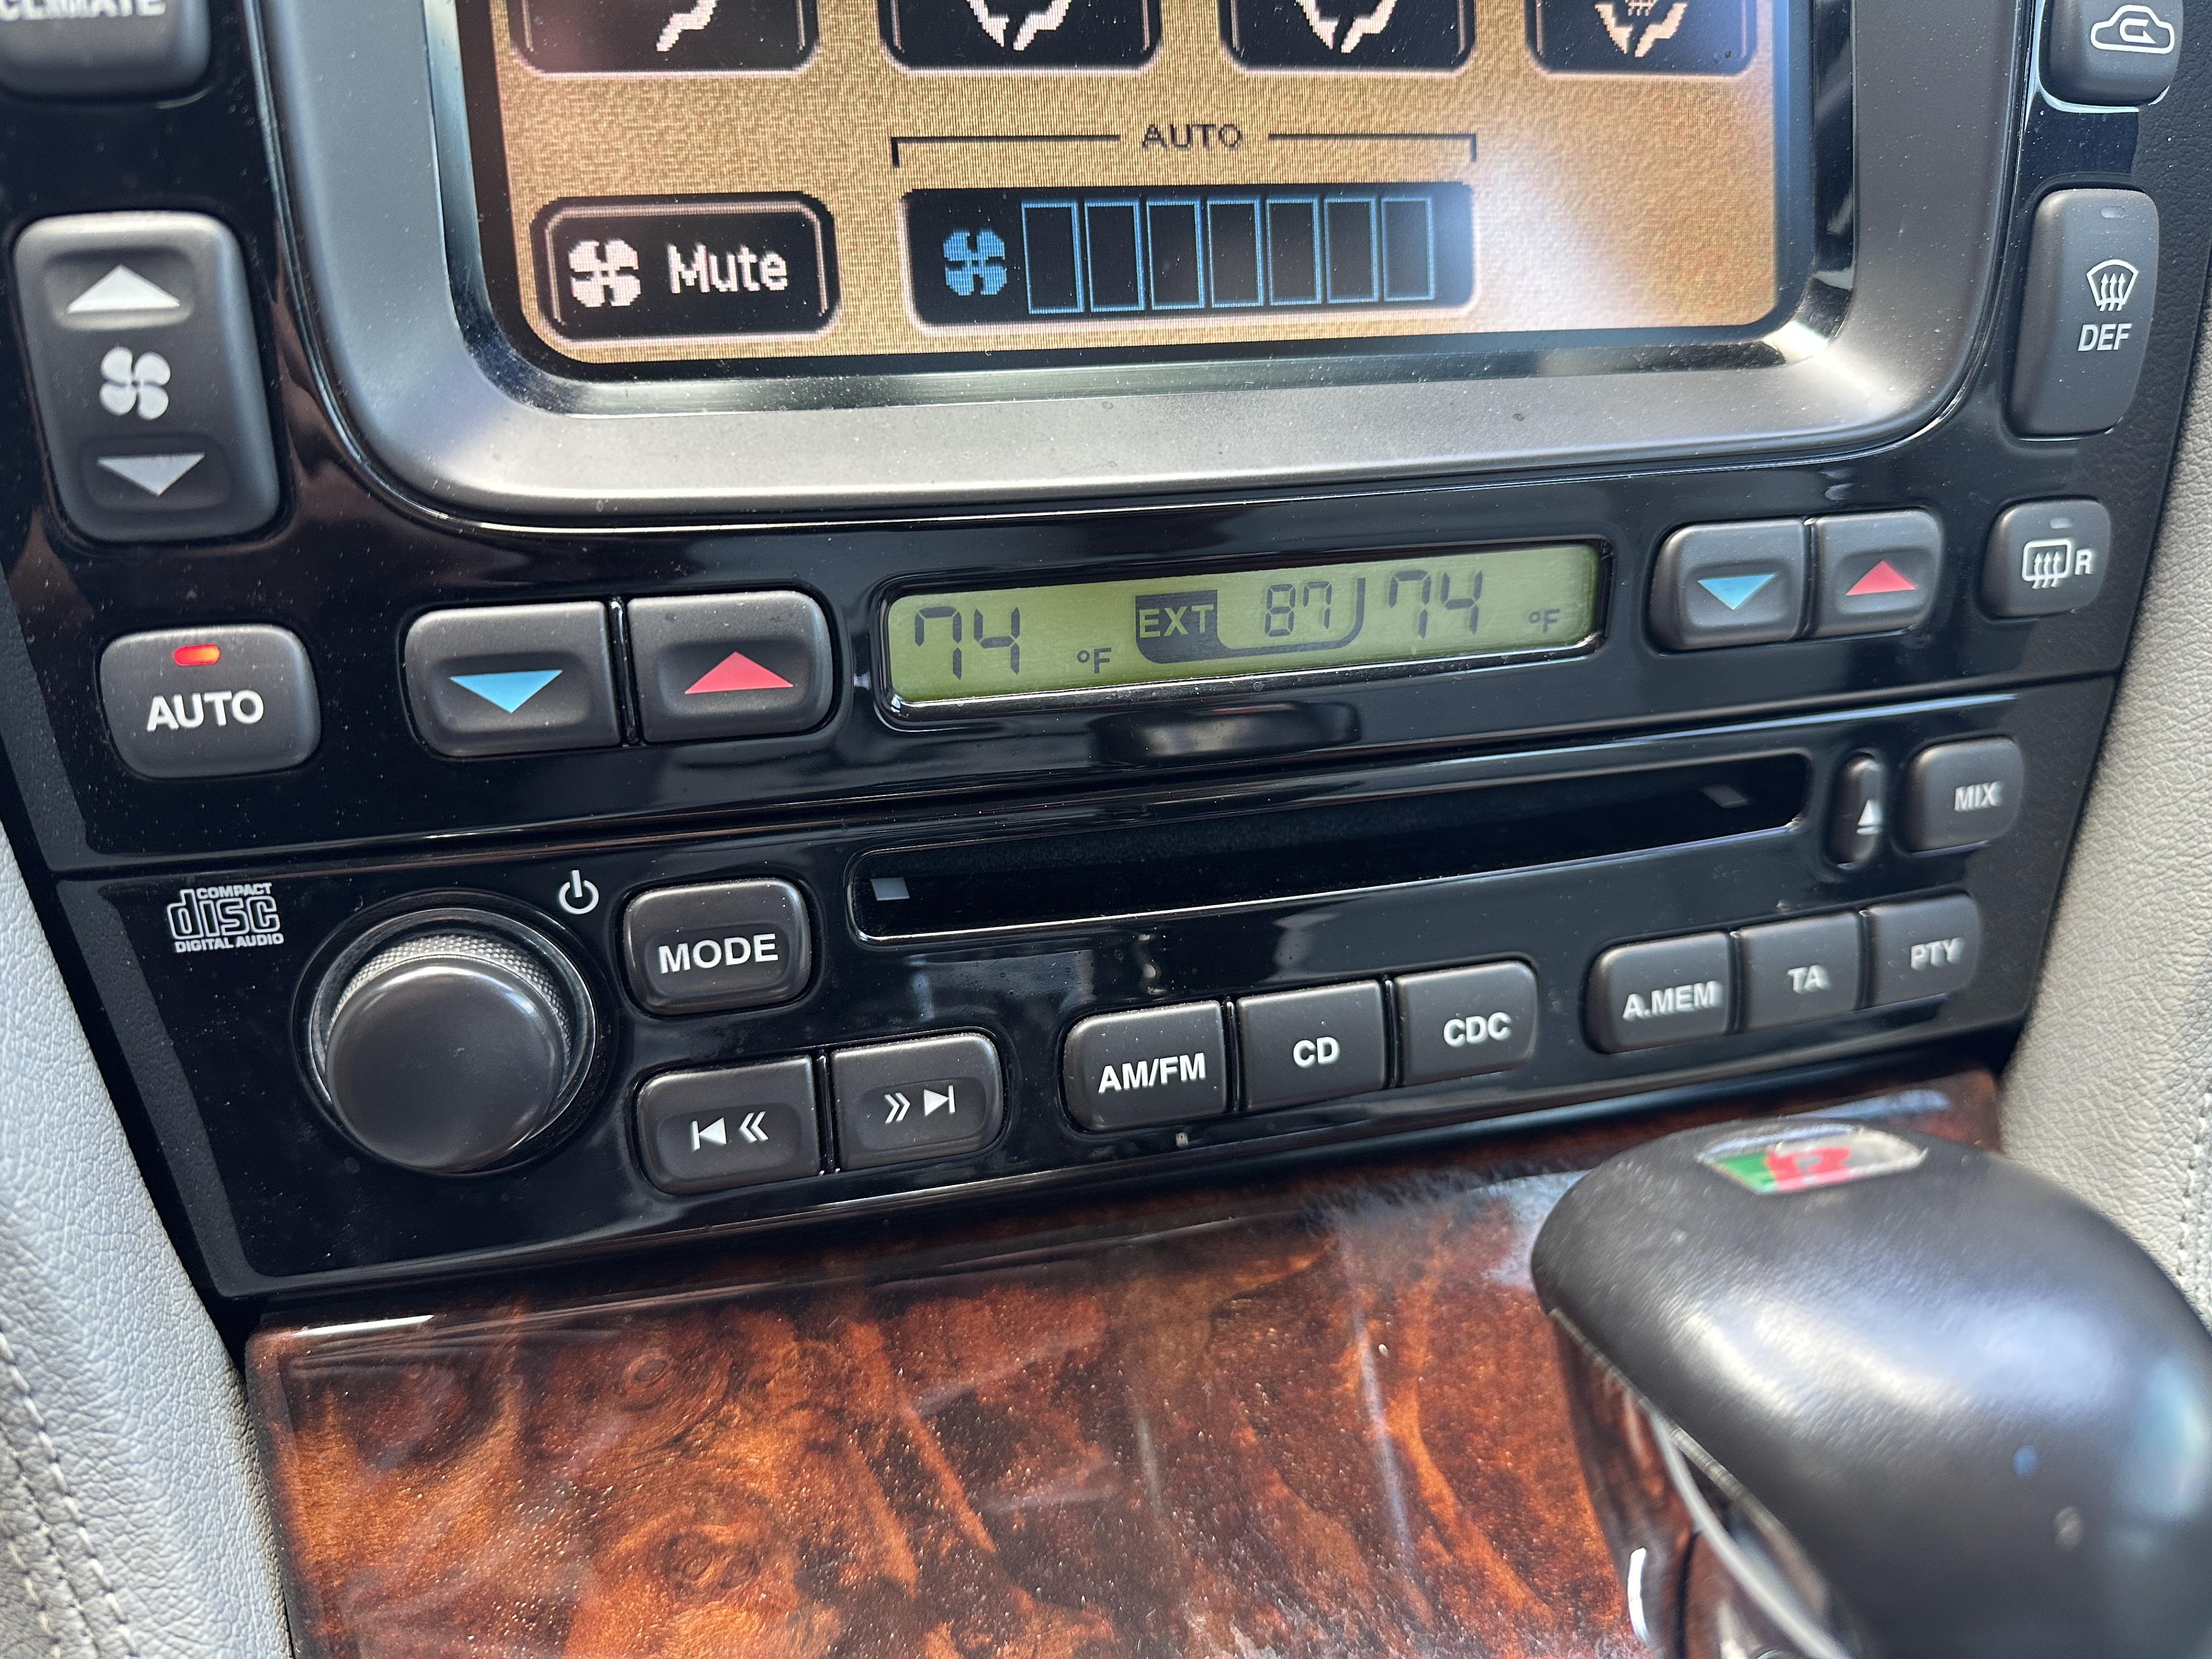 CLIMATE
AUTO
Mute
DEF
74 °F EXT 87 74 °F
R
AUTO
MIX
COMPACT
disc
DIGITAL AUDIO
MODE
A.MEM TA PTY
AM/FM CD CDC
R